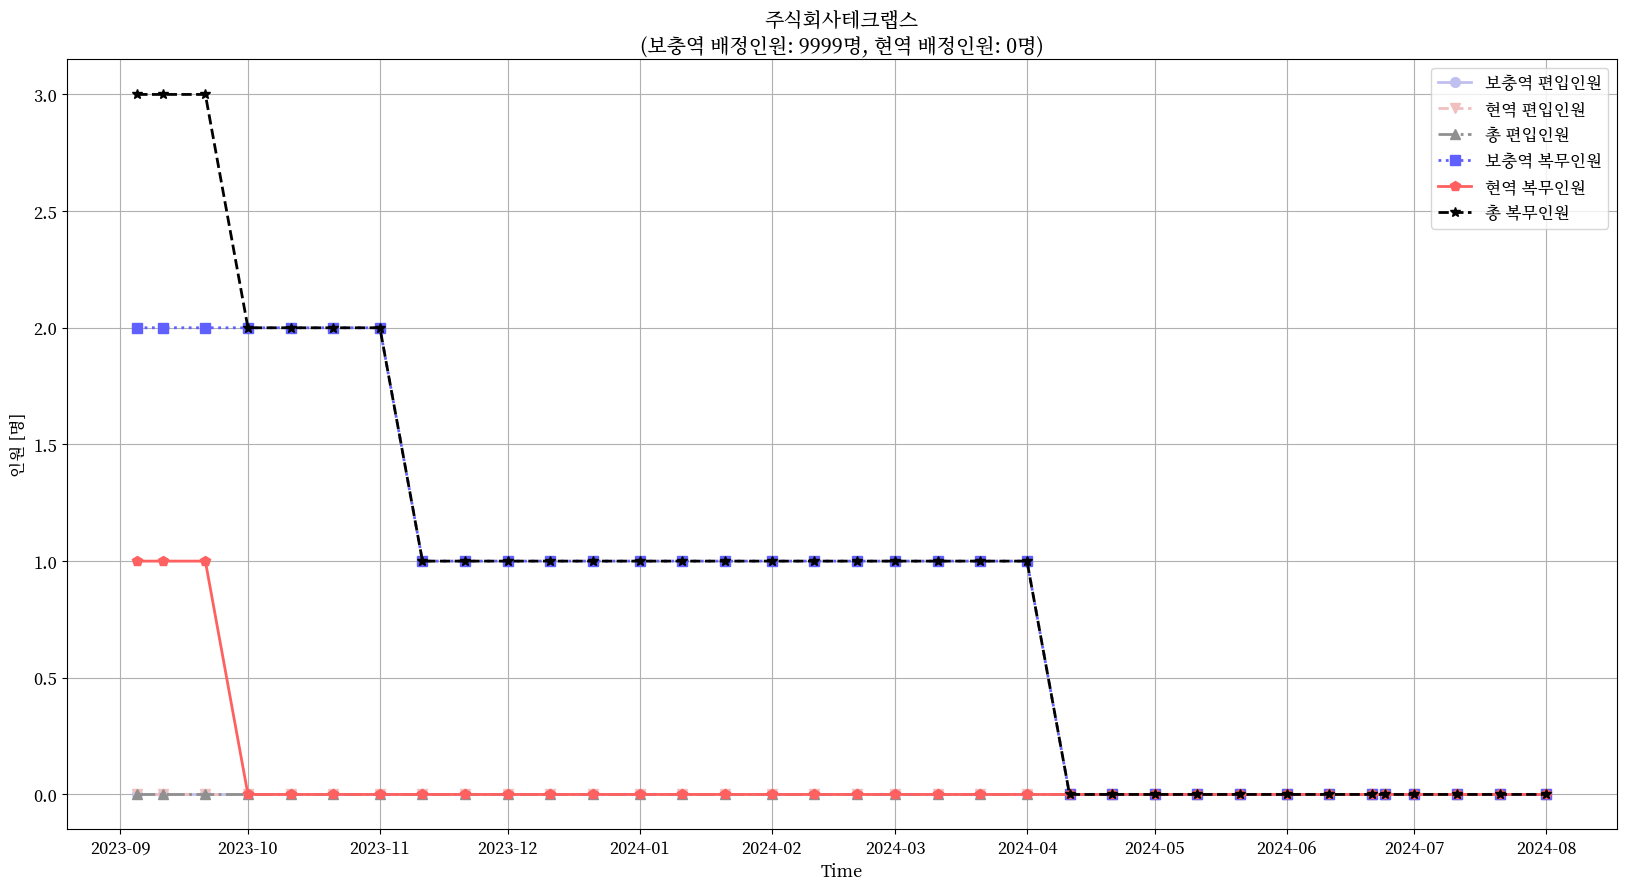 주식회사테크랩스
(보충역 배정인원: 9999명, 현역 배정인원: 0명)
보충역 편입인원
현역 편입인원
총 편입인원
보충역 복무인원
현역 복무인원
총 복무인원
인원 [명]
3.0
2.5
2.0
1.5
1.0
0.5
0.0
2023-09 2023-10 2023-11 2023-12 2024-01 2024-02 2024-03 2024-04 2024-05 2024-06 2024-07 2024-08
Time